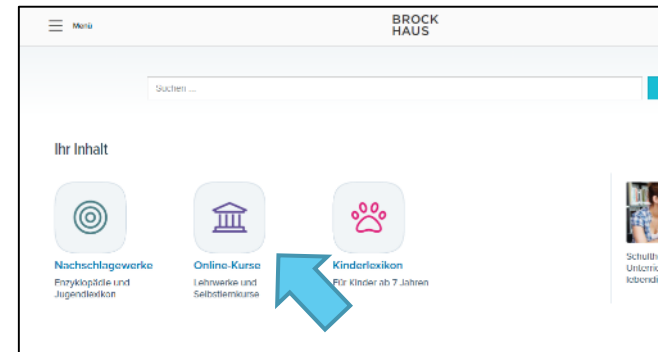 Menü
BROCK
HAUS
Suchen ...
Ihr Inhalt
Nachschlagewerke
Enzyklopädie und
Jugendlexikon
Online-Kurse
Lehrwerke und
Selbstlernkurse
Kinderlexikon
Für Kinder ab 7 Jahren